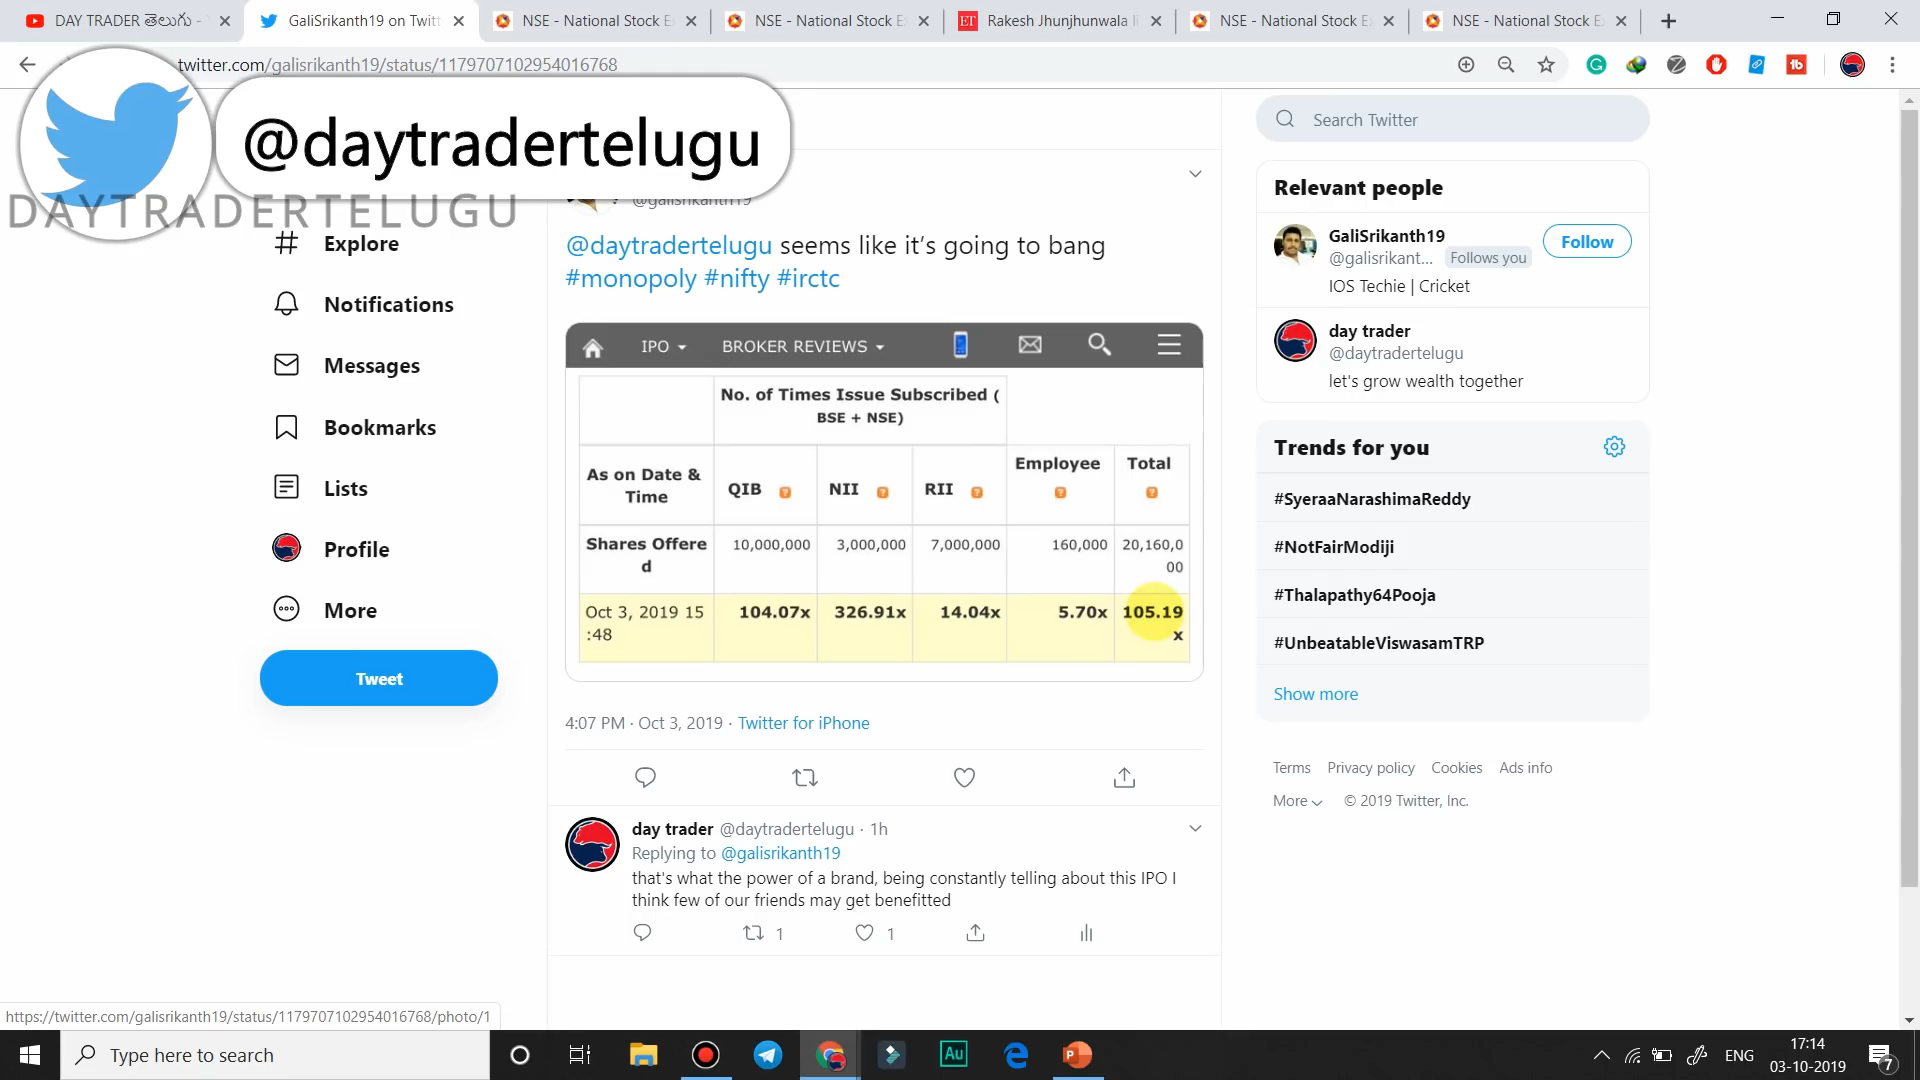 DAY TRADER తెలుగు -
GaliSrikanth19 on Twitt
NSE - National Stock E
NSE - National Stock E
Rakesh Jhunjhunwala li
NSE - National Stock E
NSE - National Stock E
twitter.com/galisrikanth19/status/1179707102954016768
@daytradertelugu
DAYTRADERTELUGU
@galisrikanth19
Explore
Notifications
Messages
Bookmarks
Lists
Profile
More
Tweet
@daytradertelugu seems like it's going to bang
#monopoly #nifty #irctc
IPO BROKER REVIEWS
No. of Times Issue Subscribed (
BSE + NSE)
As on Date &
Time
QIB NII RII Employee Total
Shares Offere
d
10,000,000 3,000,000 7,000,000 160,000 20,160,0
00
Oct 3, 2019 15
:48
104.07x 326.91x 14.04x 5.70x 105.19
x
4:07 PM · Oct 3, 2019 · Twitter for iPhone
day trader @daytradertelugu · 1h
Replying to @galisrikanth19
that's what the power of a brand, being constantly telling about this IPO I
think few of our friends may get benefitted
1 1
Search Twitter
Relevant people
GaliSrikanth19
@galisrikant... Follows you
Follow
IOS Techie | Cricket
day trader
@daytradertelugu
let's grow wealth together
Trends for you
#SyeraaNarashimaReddy
#NotFairModiji
#Thalapathy64Pooja
#UnbeatableViswasamTRP
Show more
Terms Privacy policy Cookies Ads info
More © 2019 Twitter, Inc.
https://twitter.com/galisrikanth19/status/1179707102954016768/photo/1
Type here to search
Au
ENG
17:14
03-10-2019
7